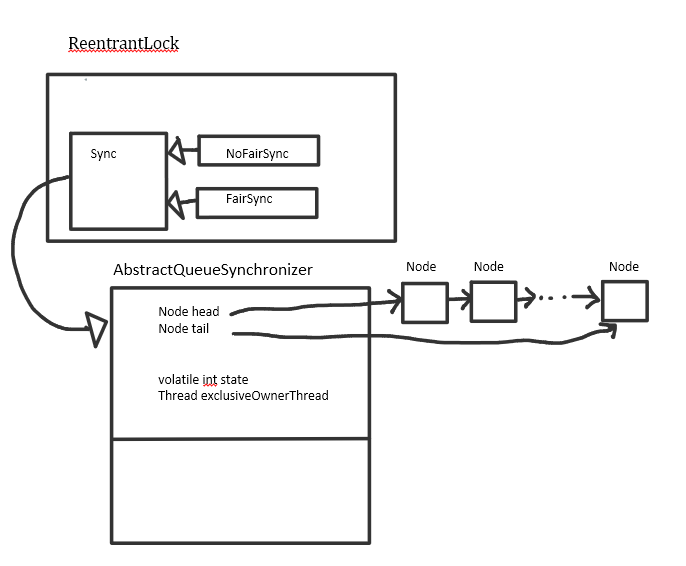 ReentrantLock
Sync
NoFairSync
FairSync
AbstractQueueSynchronizer
Node
Node
Node
Node head
Node tail
volatile int state
Thread exclusiveOwnerThread